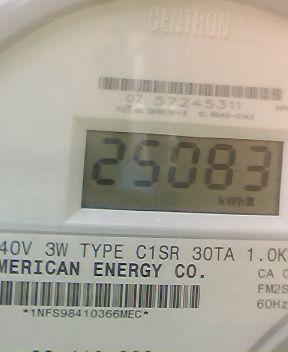 CENTRON
07 57245311
25083
kWh
40V 3W TYPE C1SR 30TA 1.0K
MERICAN ENERGY CO.
CA
FM2S
60Hz
*1NFS98410366MEC*